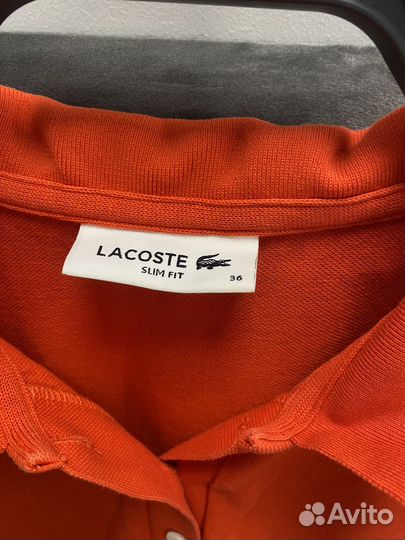 LACOSTE
SLIM FIT
36
Avito